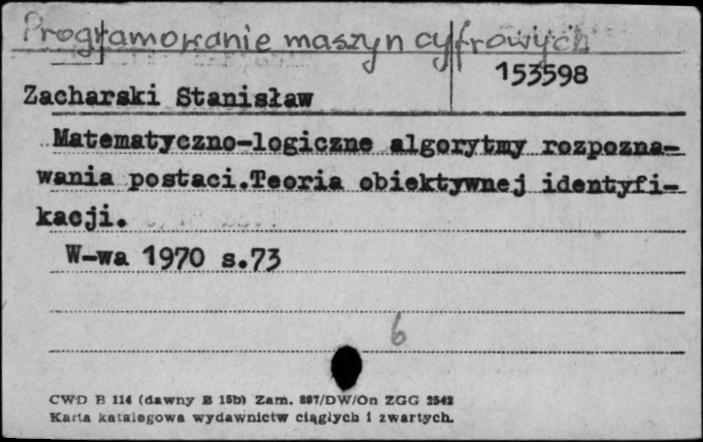 Programowanie maszyn cyfrowych
153598
Zacharski Stanisław
Matematyczno-logiczne algorytmy rozpozna-
wania postaci.Teoria obiektywnej identyfi-
kacji.
W-wa 1970 s.73
6
CWD B 114 (dawny B 15b) Zam. 887/DW/On ZGG 2542
Karta katalogowa wydawnictw ciągłych i zwartych.